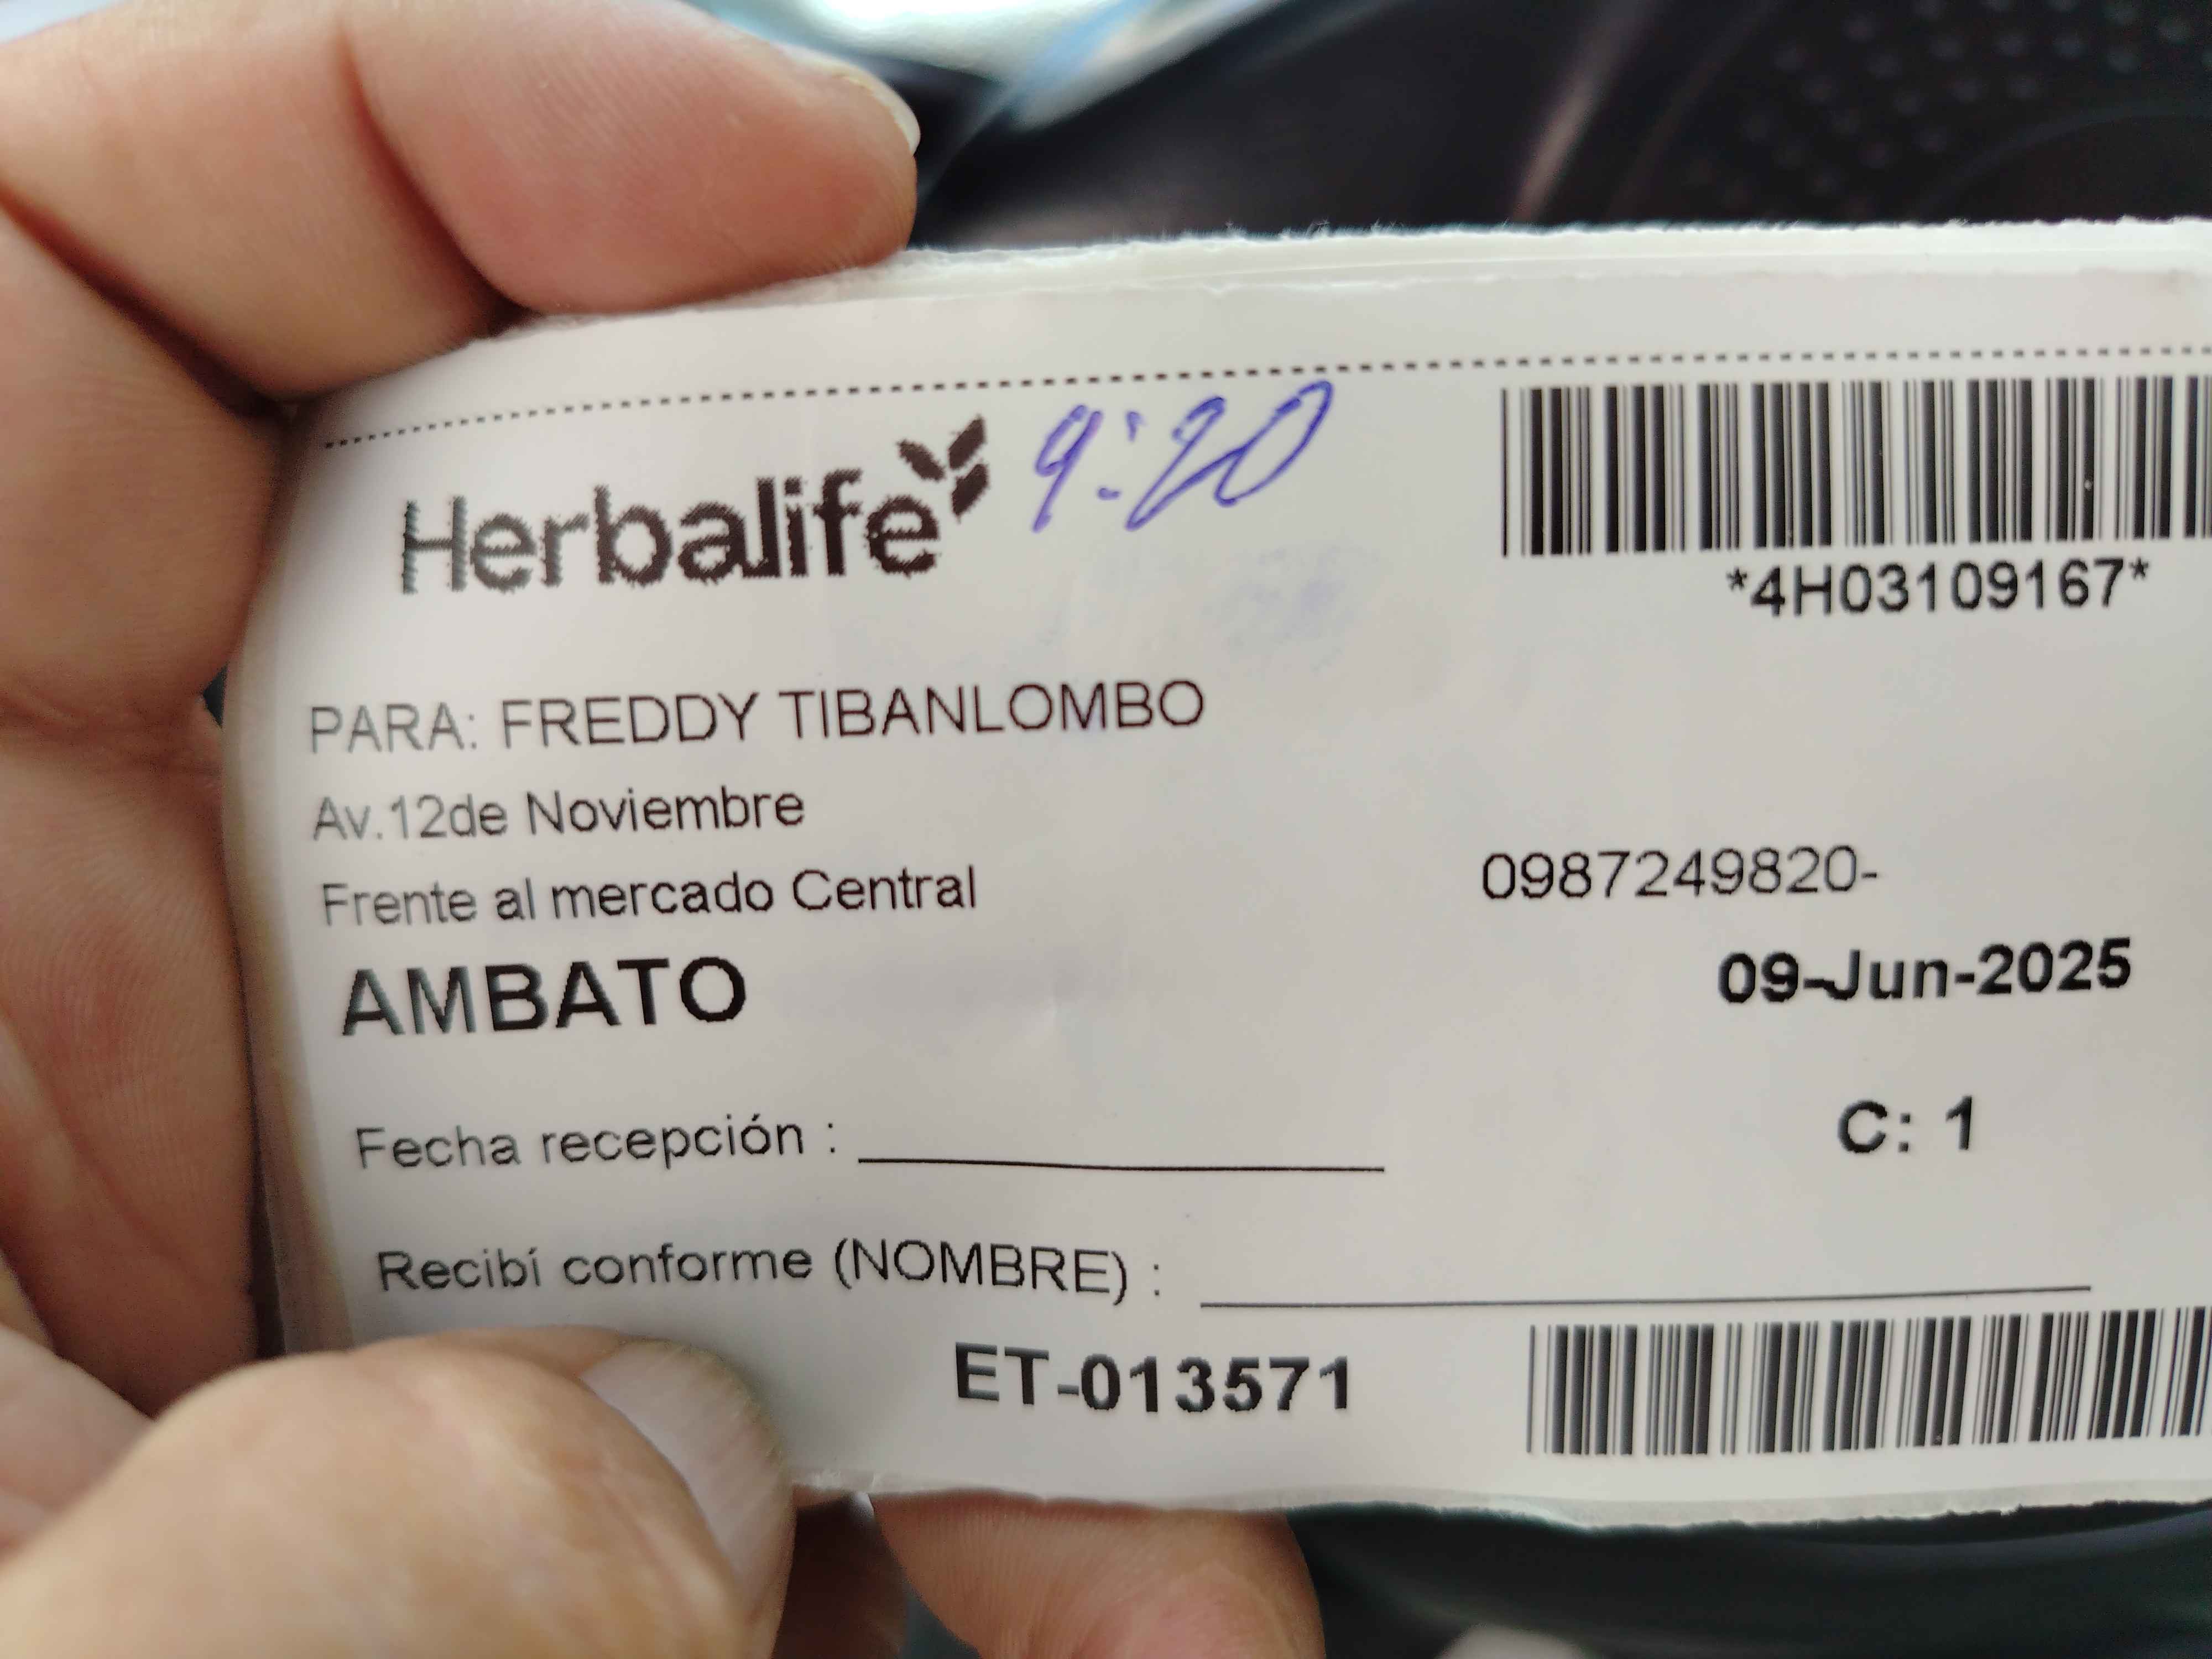 Herbalife 9:20
*4H03109167*
PARA: FREDDY TIBANLOMBO
Av.12de Noviembre
Frente al mercado Central
0987249820-
AMBATO
09-Jun-2025
C: 1
Fecha recepción :
Recibí conforme (NOMBRE) :
ET-013571